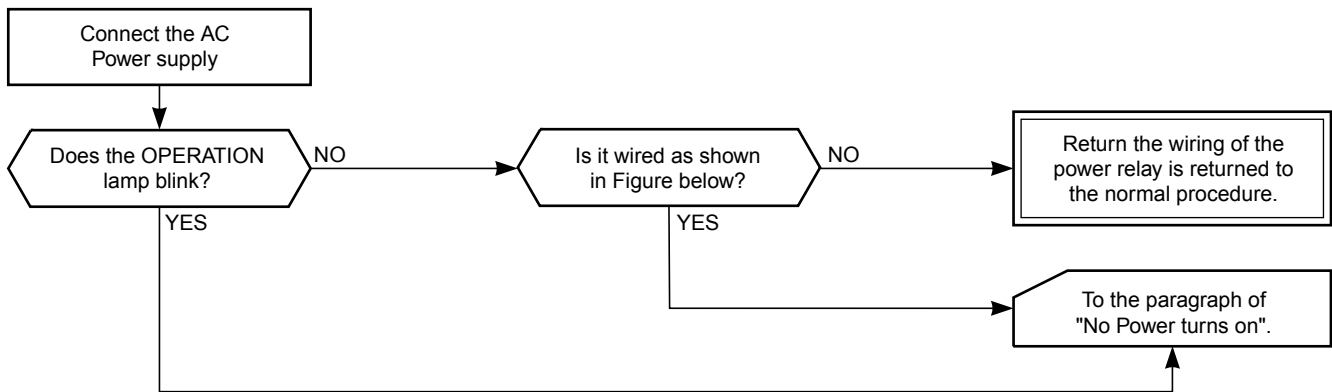 Connect the AC
Power supply
Does the OPERATION
lamp blink?
NO
Is it wired as shown
in Figure below?
NO
Return the wiring of the
power relay is returned to
the normal procedure.
YES
YES
To the paragraph of
"No Power turns on".